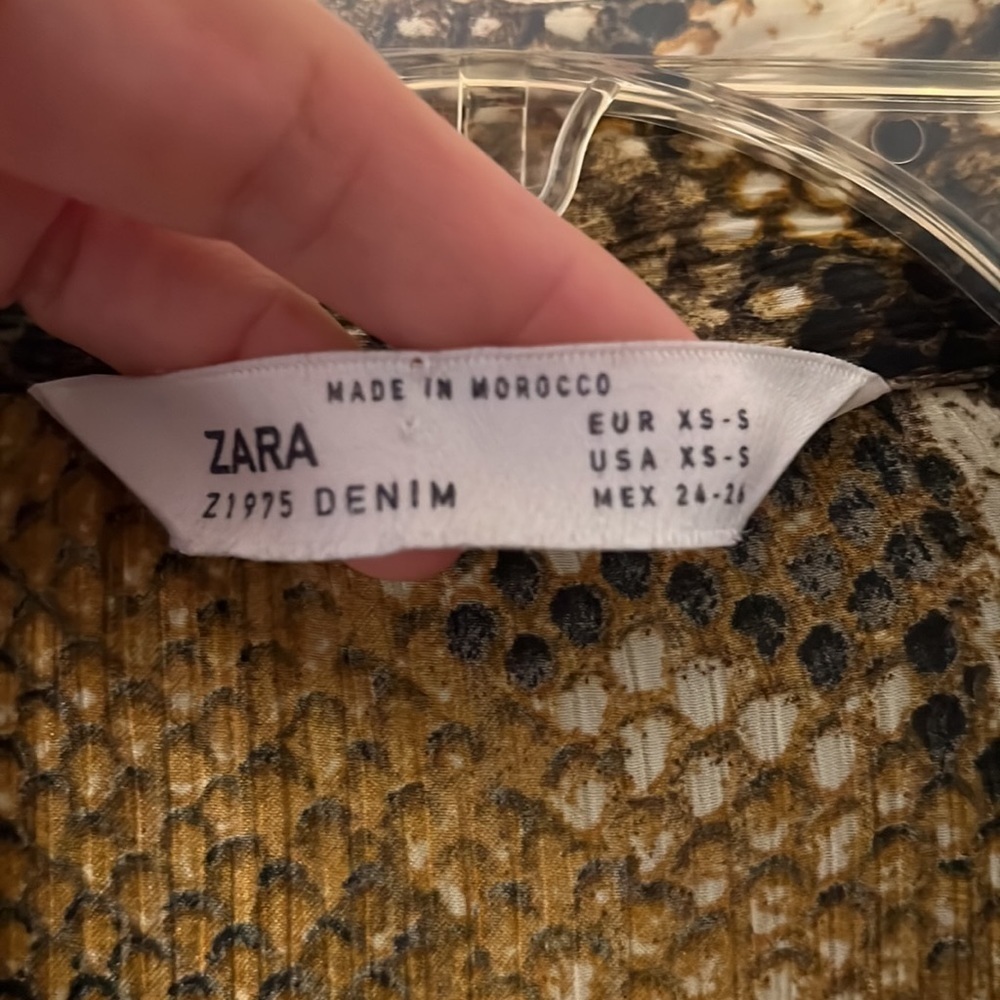 MADE IN MOROCCO
ZARA
Z1975 DENIM
EUR XS-S
USA XS-S
MEX 24-26